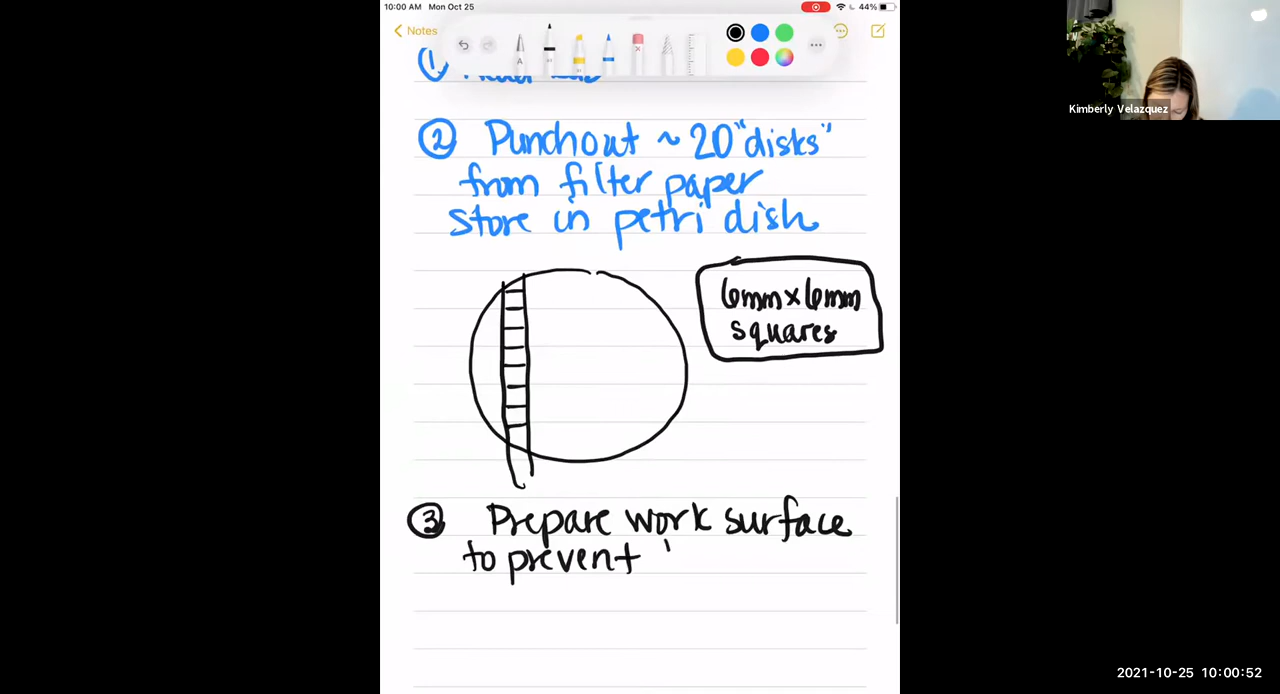 10:00 AM Mon Oct 25
44%
Notes
A
① 
② Punchout ~ 20 "disks"
from filter paper
store in petri dish
6mm x 6mm
squares
③ Prepare work surface
to prevent
Kimberly Velazquez
2021-10-25 10:00:52